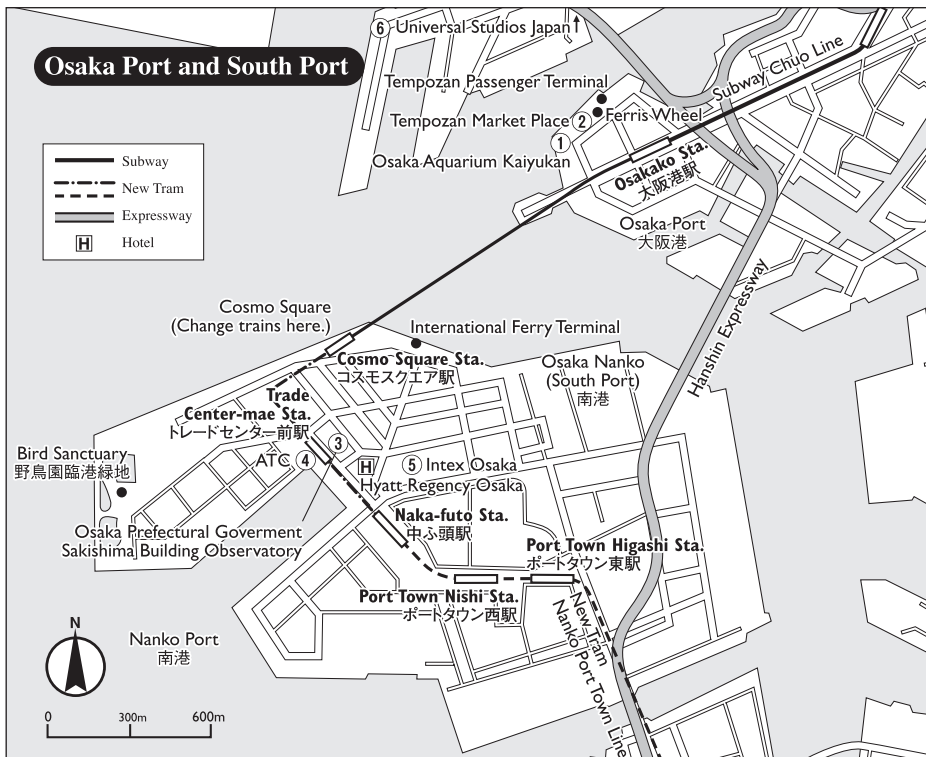 ⑥ Universal Studios Japan
Osaka Port and South Port
Subway Chuo Line
Tempozan Passenger Terminal
Tempozan Market Place ② Ferris Wheel
①
Osaka Aquarium Kaiyukan
Osakako Sta.
大阪港駅
Subway
New Tram
Expressway
H Hotel
Osaka Port
大阪港
Hanshin Expressway
Cosmo Square
(Change trains here.)
International Ferry Terminal
Cosmo Square Sta.
コスモスクエア駅
Osaka Nanko
(South Port)
南港
Trade
Center-mae Sta.
トレードセンター前駅
③
ATC ④
H
⑤ Intex Osaka
Hyatt Regency Osaka
Bird Sanctuary
野鳥園臨港緑地
Osaka Prefectural Goverment
Sakishima Building Observatory
Naka-futo Sta.
中ふ頭駅
Port Town Higashi Sta.
ポートタウン東駅
Port Town Nishi Sta.
ポートタウン西駅
New Tram
Nanko Port Town Line
Nanko Port
南港
N
0 300m 600m